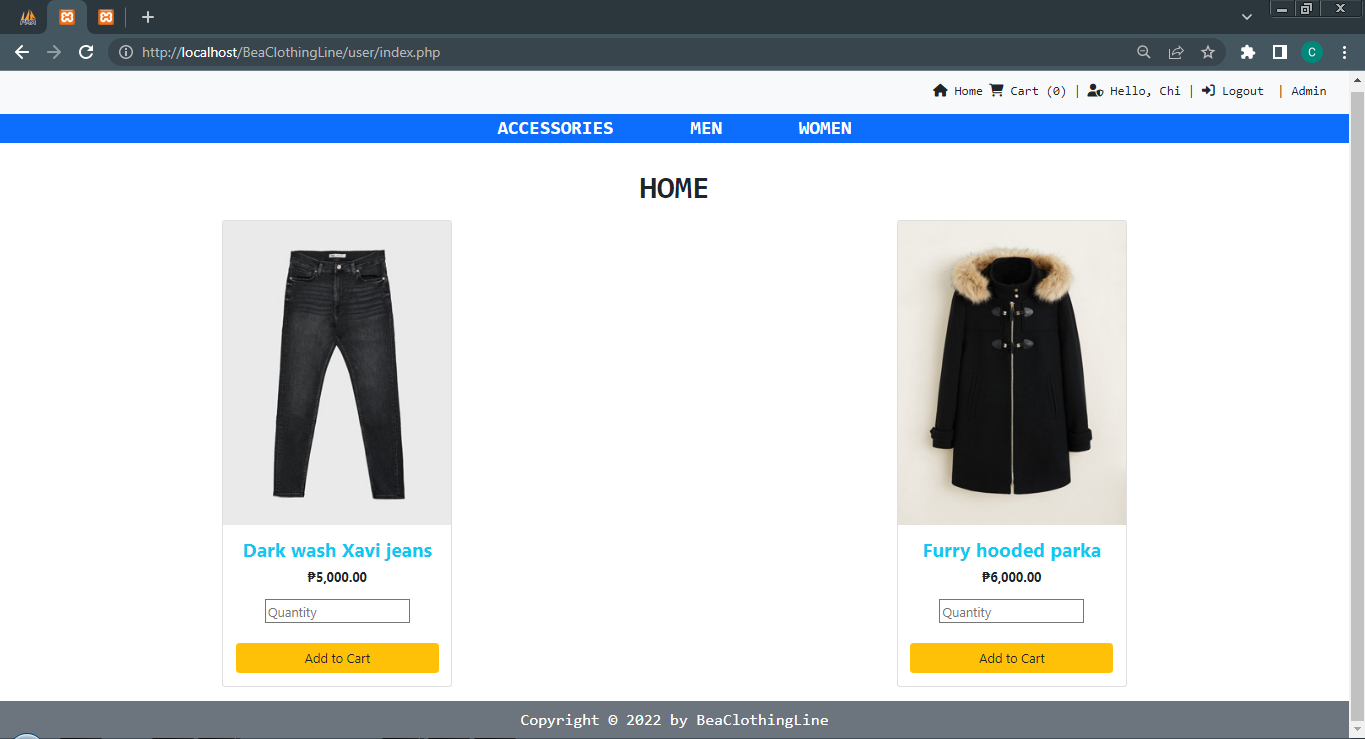 http://localhost/BeaClothingLine/user/index.php
C
Home Cart (0) | Hello, Chi | Logout | Admin
ACCESSORIES MEN WOMEN
HOME
Dark wash Xavi jeans
₱5,000.00
Quantity
Add to Cart
Furry hooded parka
₱6,000.00
Quantity
Add to Cart
Copyright © 2022 by BeaClothingLine